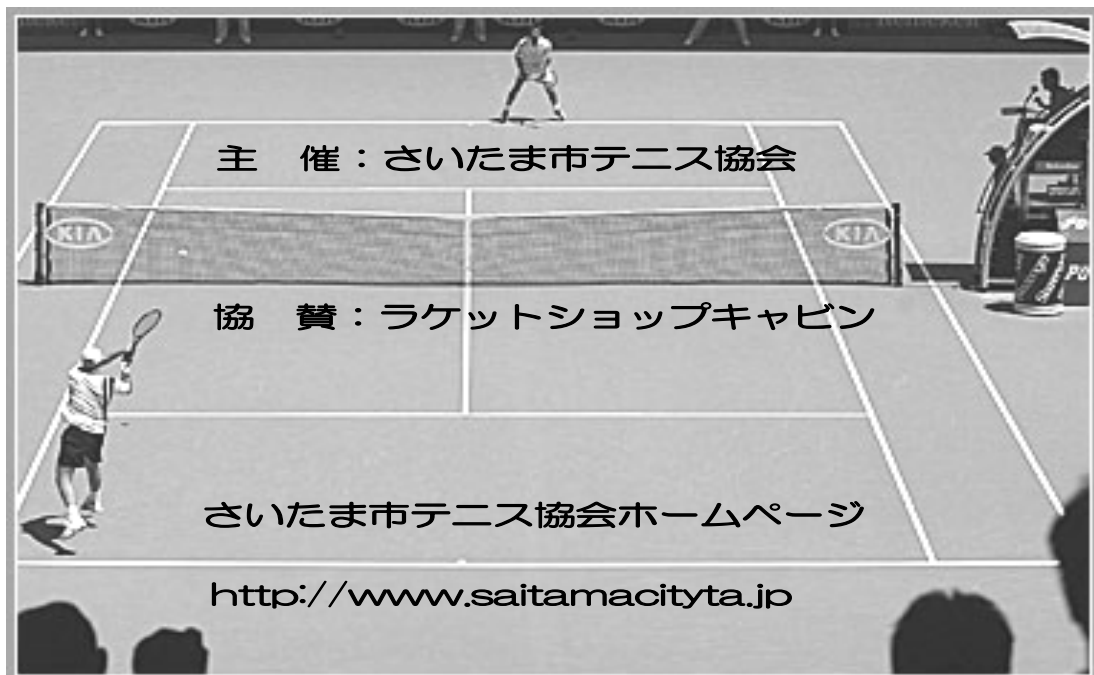 主　催：さいたま市テニス協会
KIA KIA
協　賛：ラケットショップキャビン
さいたま市テニス協会ホームページ
http://www.saitamacityta.jp